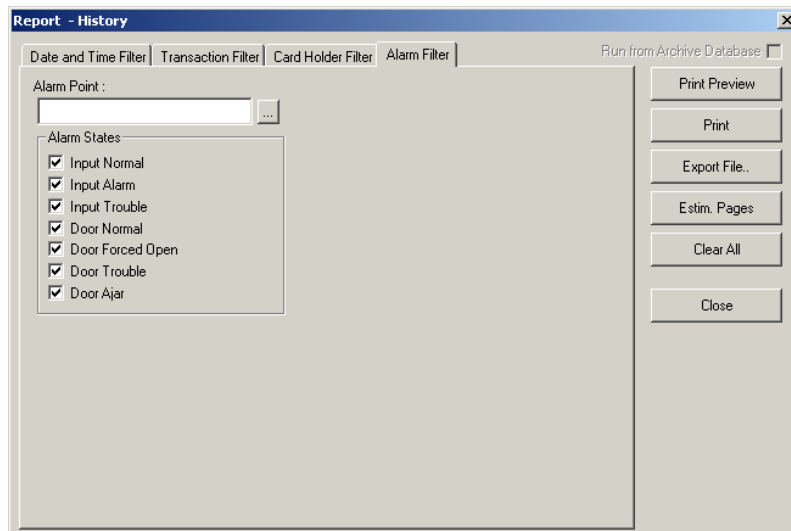 Report - History
Date and Time Filter Transaction Filter Card Holder Filter Alarm Filter
Run from Archive Database
Alarm Point :
...
Alarm States
Input Normal
Input Alarm
Input Trouble
Door Normal
Door Forced Open
Door Trouble
Door Ajar
Print Preview
Print
Export File..
Estim. Pages
Clear All
Close